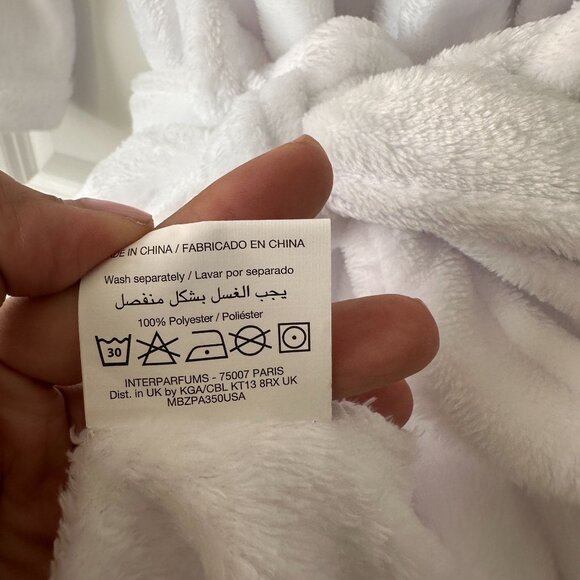 IN CHINA / FABRICADO EN CHINA
Wash separately / Lavar por separado
يجب الغسل بشكل منفصل
100% Polyester / Poliéster
30
INTERPARFUMS - 75007 PARIS
Dist. in UK by KGA/CBL KT13 8RX UK
MBZPA350USA